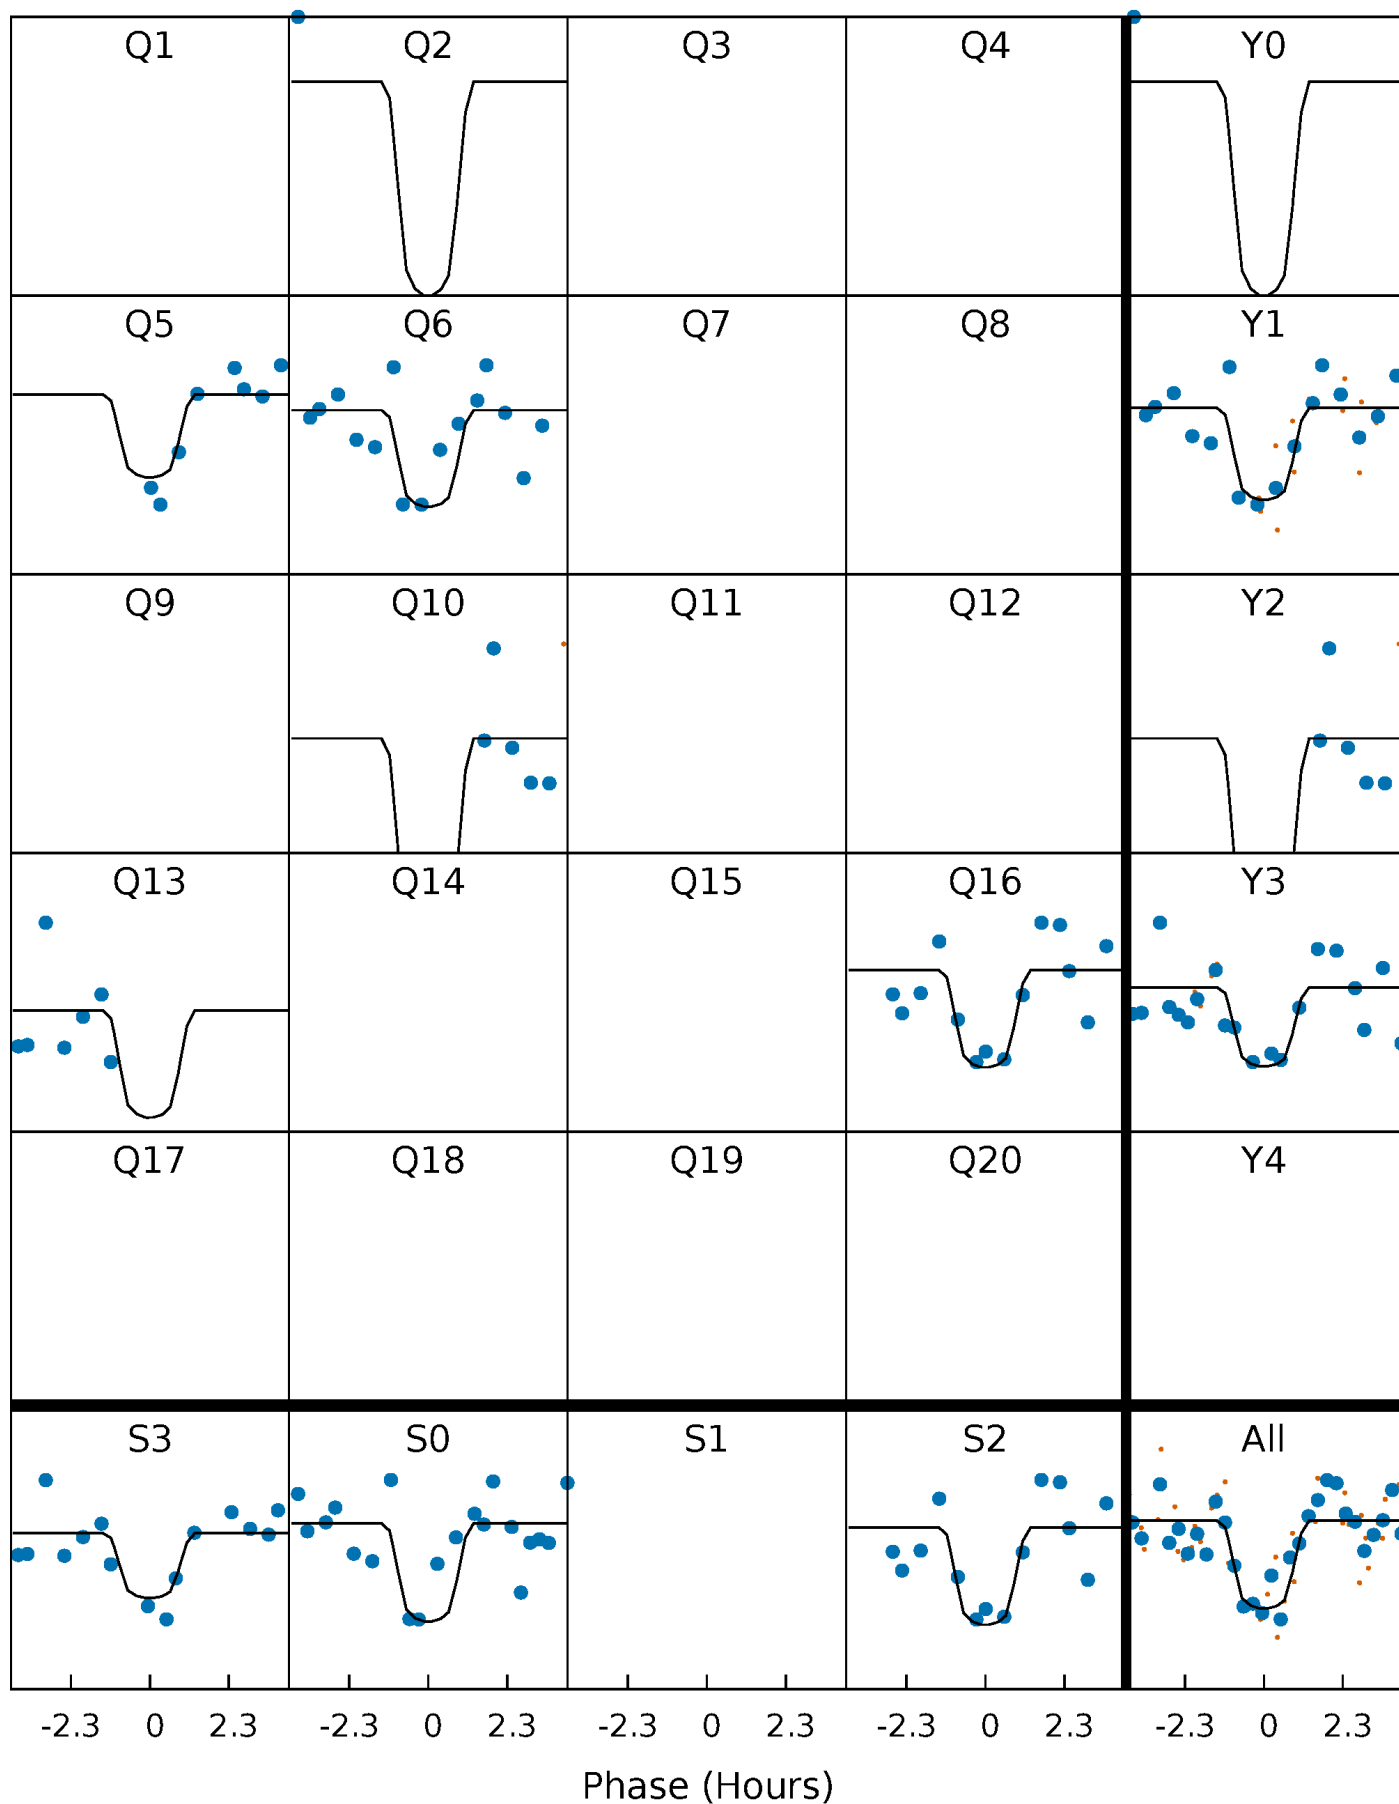 Q1 Q2 Q3 Q4 Y0
Q5 Q6 Q7 Q8 Y1
Q9 Q10 Q11 Q12 Y2
Q13 Q14 Q15 Q16 Y3
Q17 Q18 Q19 Q20 Y4
S3 S0 S1 S2 All
-2.3 0 2.3 -2.3 0 2.3 -2.3 0 2.3 -2.3 0 2.3 -2.3 0 2.3
Phase (Hours)